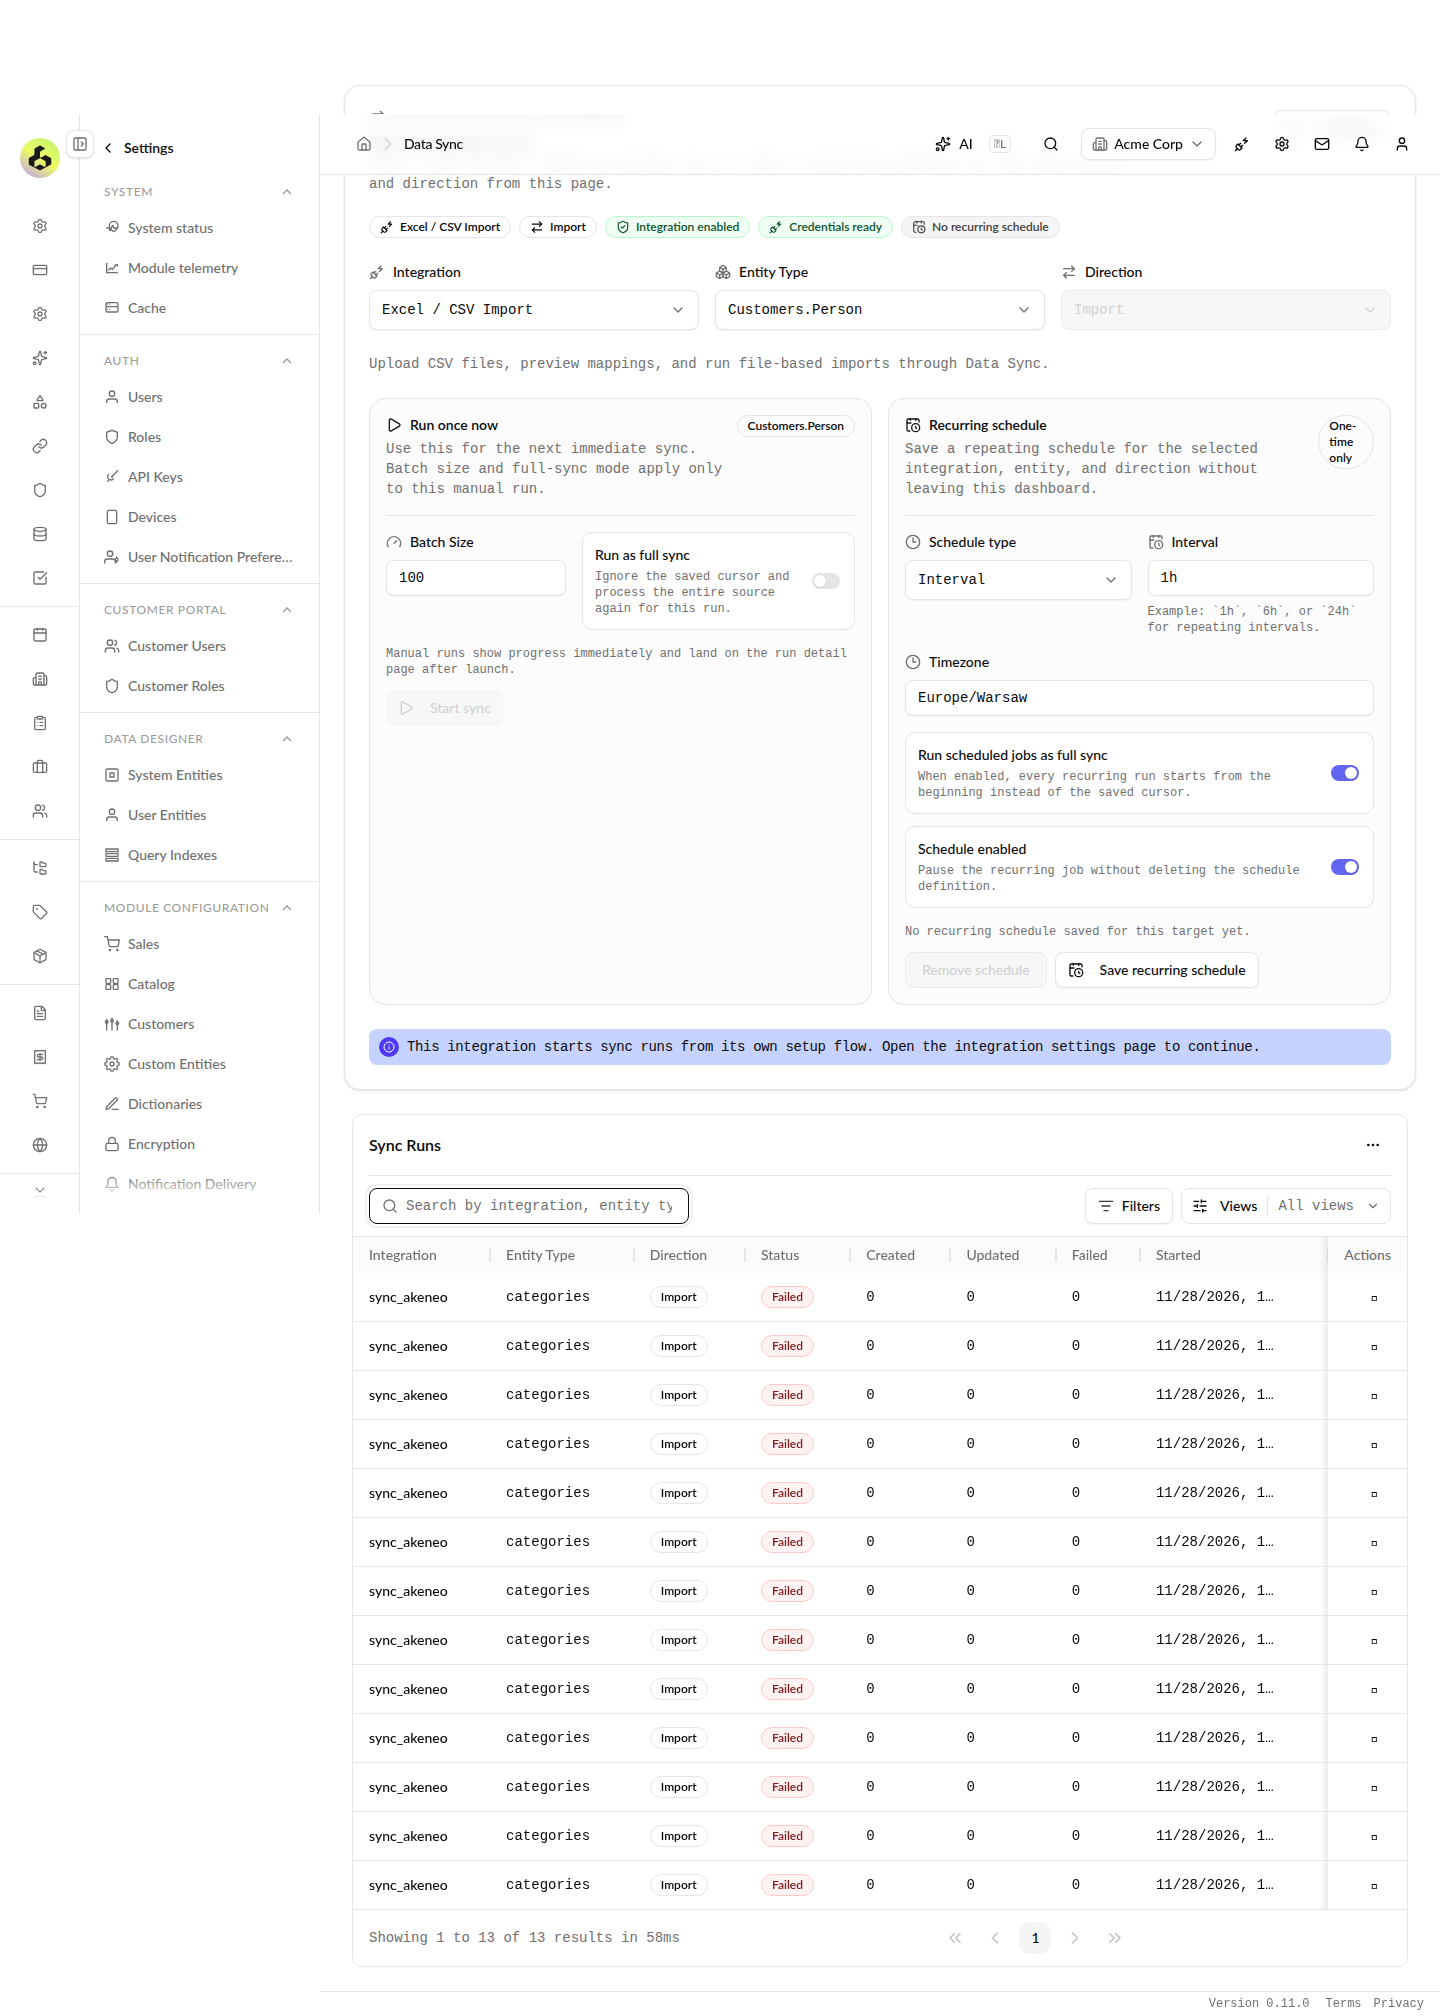 Settings
SYSTEM
System status
Module telemetry
Cache
AUTH
Users
Roles
API Keys
Devices
User Notification Prefere...
CUSTOMER PORTAL
Customer Users
Customer Roles
DATA DESIGNER
System Entities
User Entities
Query Indexes
MODULE CONFIGURATION
Sales
Catalog
Customers
Custom Entities
Dictionaries
Encryption
Notification Delivery
Data Sync
AI
L
Acme Corp
and direction from this page.
Excel / CSV Import
Import
Integration enabled
Credentials ready
No recurring schedule
Integration
Entity Type
Direction
Excel / CSV Import
Customers.Person
Import
Upload CSV files, preview mappings, and run file-based imports through Data Sync.
Run once now
Customers.Person
Use this for the next immediate sync.
Batch size and full-sync mode apply only
to this manual run.
Batch Size
100
Run as full sync
Ignore the saved cursor and
process the entire source
again for this run.
Manual runs show progress immediately and land on the run detail
page after launch.
Start sync
Recurring schedule
One-
time
only
Save a repeating schedule for the selected
integration, entity, and direction without
leaving this dashboard.
Schedule type
Interval
Interval
1h
Example: `1h`, `6h`, or `24h`
for repeating intervals.
Timezone
Europe/Warsaw
Run scheduled jobs as full sync
When enabled, every recurring run starts from the
beginning instead of the saved cursor.
Schedule enabled
Pause the recurring job without deleting the schedule
definition.
No recurring schedule saved for this target yet.
Remove schedule
Save recurring schedule
This integration starts sync runs from its own setup flow. Open the integration settings page to continue.
Sync Runs
Search by integration, entity ty
Filters
Views
All views
Integration Entity Type Direction Status Created Updated Failed Started Actions
sync_akeneo categories Import Failed 0 0 0 11/28/2026, 1…
sync_akeneo categories Import Failed 0 0 0 11/28/2026, 1…
sync_akeneo categories Import Failed 0 0 0 11/28/2026, 1…
sync_akeneo categories Import Failed 0 0 0 11/28/2026, 1…
sync_akeneo categories Import Failed 0 0 0 11/28/2026, 1…
sync_akeneo categories Import Failed 0 0 0 11/28/2026, 1…
sync_akeneo categories Import Failed 0 0 0 11/28/2026, 1…
sync_akeneo categories Import Failed 0 0 0 11/28/2026, 1…
sync_akeneo categories Import Failed 0 0 0 11/28/2026, 1…
sync_akeneo categories Import Failed 0 0 0 11/28/2026, 1…
sync_akeneo categories Import Failed 0 0 0 11/28/2026, 1…
sync_akeneo categories Import Failed 0 0 0 11/28/2026, 1…
sync_akeneo categories Import Failed 0 0 0 11/28/2026, 1…
Showing 1 to 13 of 13 results in 58ms
1
Version 0.11.0 Terms Privacy